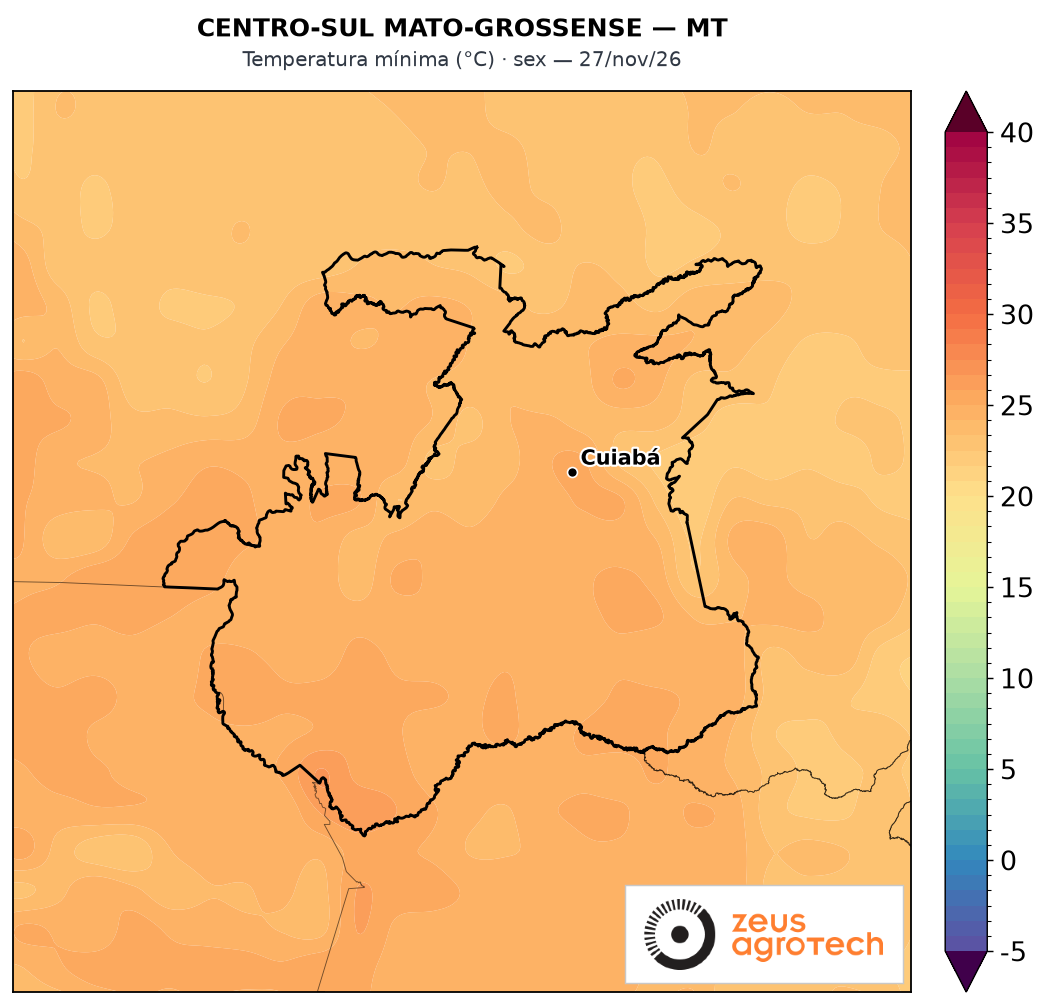 CENTRO-SUL MATO-GROSSENSE — MT
Temperatura mínima (°C) · sex — 27/nov/26
40
35
30
25
20
15
10
5
0
-5
Cuiabá
zeus
agrotech